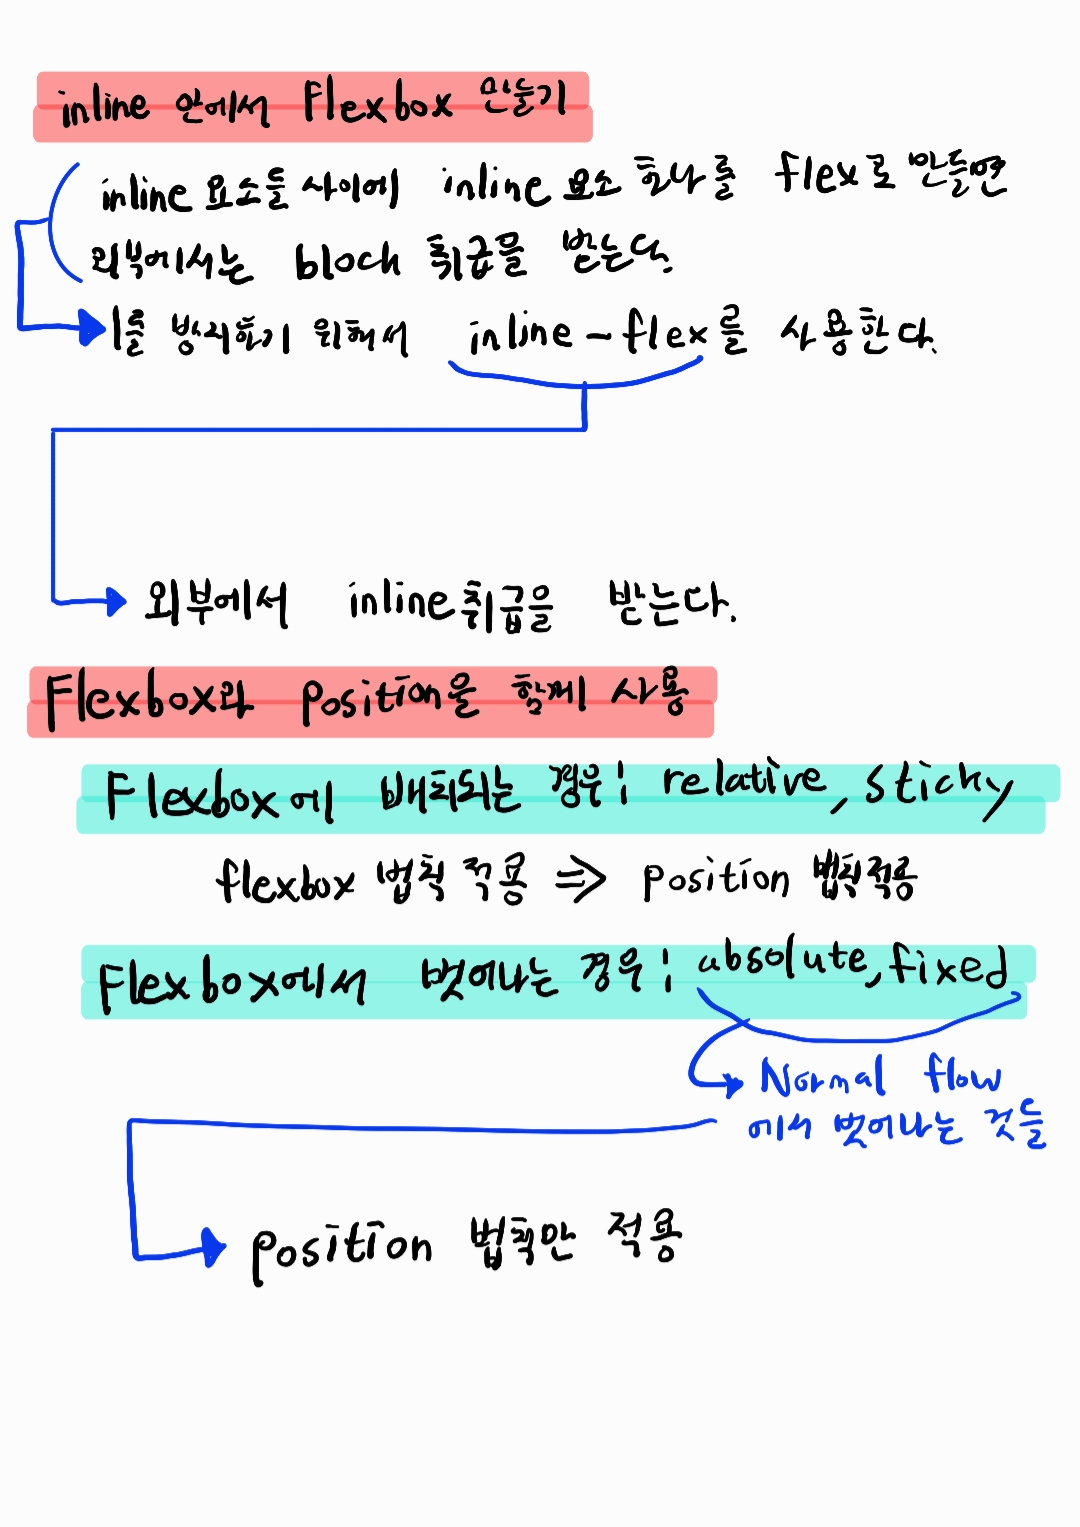 inline 안에서 Flexbox 만들기
inline 요소들 사이에 inline 요소 하나를 flex로 만들면
외부에서는 block 취급을 받는다.
이를 방지하기 위해서 inline-flex를 사용한다.
외부에서 inline취급을 받는다.
Flexbox과 position을 함께 사용
Flexbox에 배치되는 경우: relative, sticky
flexbox 법칙 적용 => position 법칙적용
Flexbox에서 벗어나는 경우: absolute, fixed
Normal flow
에서 벗어나는 것들
position 법칙만 적용